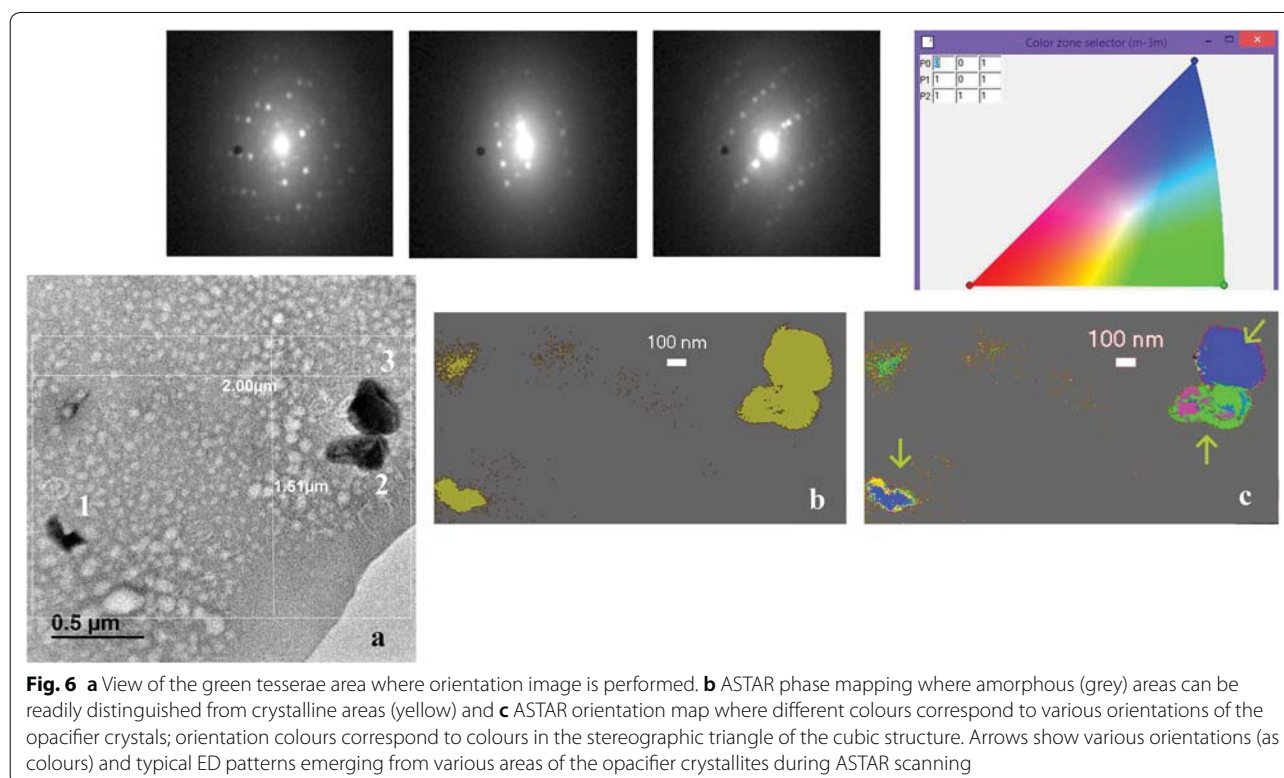 Color zone selector (m-3m)
P0 0 0 1
P1 1 0 1
P2 1 1 1
3
2.00µm
2
1.51µm
1
0.5 µm
a
100 nm
b
100 nm
c
Fig. 6 a View of the green tesserae area where orientation image is performed. b ASTAR phase mapping where amorphous (grey) areas can be
readily distinguished from crystalline areas (yellow) and c ASTAR orientation map where different colours correspond to various orientations of the
opacifier crystals; orientation colours correspond to colours in the stereographic triangle of the cubic structure. Arrows show various orientations (as
colours) and typical ED patterns emerging from various areas of the opacifier crystallites during ASTAR scanning